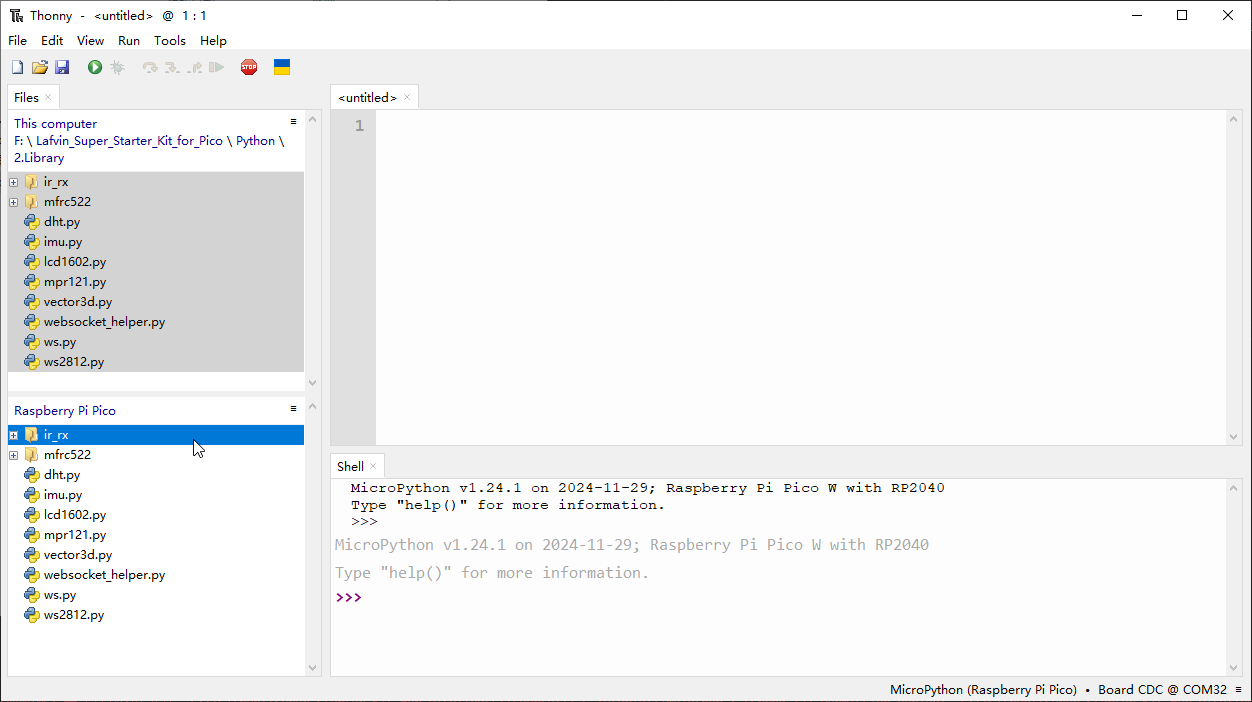 Thonny - <untitled> @ 1 : 1
File Edit View Run Tools Help
STOP
Files
This computer
F: \ Lafvin_Super_Starter_Kit_for_Pico \ Python \
2.Library
ir_rx
mfrc522
dht.py
imu.py
lcd1602.py
mpr121.py
vector3d.py
websocket_helper.py
ws.py
ws2812.py
Raspberry Pi Pico
ir_rx
mfrc522
dht.py
imu.py
lcd1602.py
mpr121.py
vector3d.py
websocket_helper.py
ws.py
ws2812.py
<untitled>
1
Shell
MicroPython v1.24.1 on 2024-11-29; Raspberry Pi Pico W with RP2040
Type "help()" for more information.
>>>
MicroPython v1.24.1 on 2024-11-29; Raspberry Pi Pico W with RP2040
Type "help()" for more information.
>>>
MicroPython (Raspberry Pi Pico) • Board CDC @ COM32